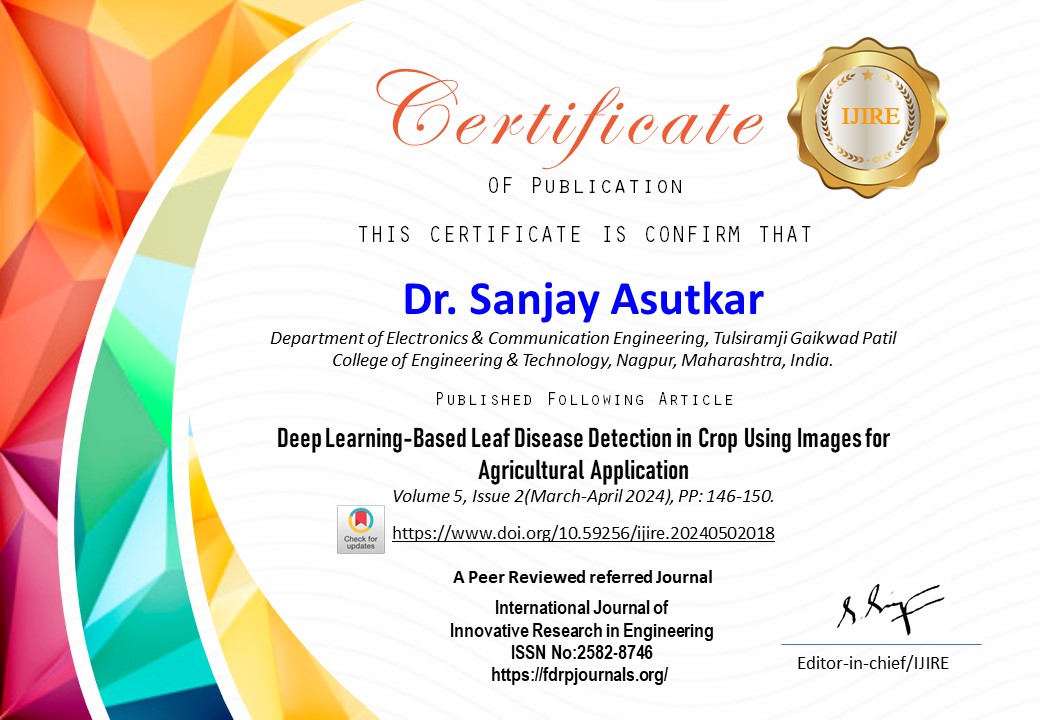 Certificate
IJIRE
OF PUBLICATION
THIS CERTIFICATE IS CONFIRM THAT
Dr. Sanjay Asutkar
Department of Electronics & Communication Engineering, Tulsiramji Gaikwad Patil
College of Engineering & Technology, Nagpur, Maharashtra, India.
PUBLISHED FOLLOWING ARTICLE
Deep Learning-Based Leaf Disease Detection in Crop Using Images for
Agricultural Application
Volume 5, Issue 2(March-April 2024), PP: 146-150.
Check for
updates
https://www.doi.org/10.59256/ijire.20240502018
A Peer Reviewed referred Journal
International Journal of
Innovative Research in Engineering
ISSN No:2582-8746
https://fdrpjournals.org/
Editor-in-chief/IJIRE